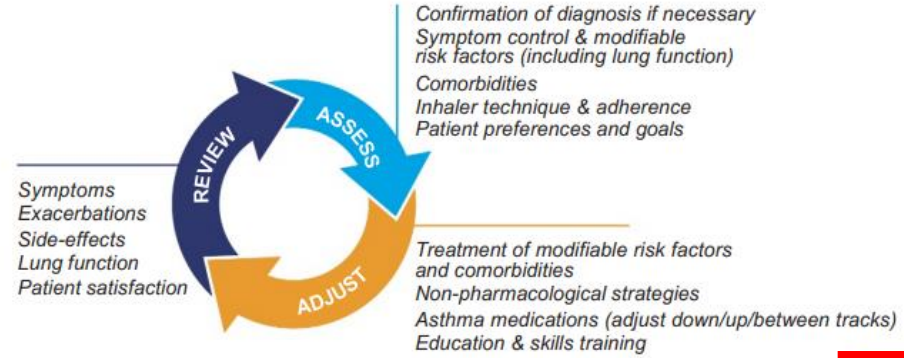 Confirmation of diagnosis if necessary
Symptom control & modifiable
risk factors (including lung function)
Comorbidities
Inhaler technique & adherence
Patient preferences and goals
ASSESS
REVIEW
Symptoms
Exacerbations
Side-effects
Lung function
Patient satisfaction
ADJUST
Treatment of modifiable risk factors
and comorbidities
Non-pharmacological strategies
Asthma medications (adjust down/up/between tracks)
Education & skills training